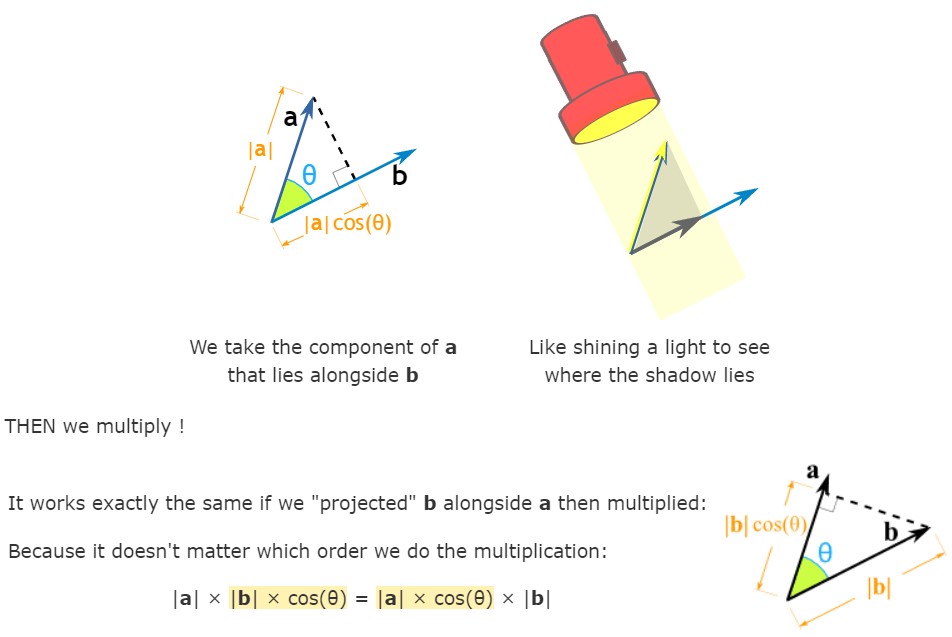 a
|a|
θ
b
|a| cos(θ)
We take the component of a
that lies alongside b
Like shining a light to see
where the shadow lies
THEN we multiply !
It works exactly the same if we "projected" b alongside a then multiplied:
Because it doesn't matter which order we do the multiplication:
|a| × |b| × cos(θ) = |a| × cos(θ) × |b|
a
|b| cos(θ)
b
θ
|b|